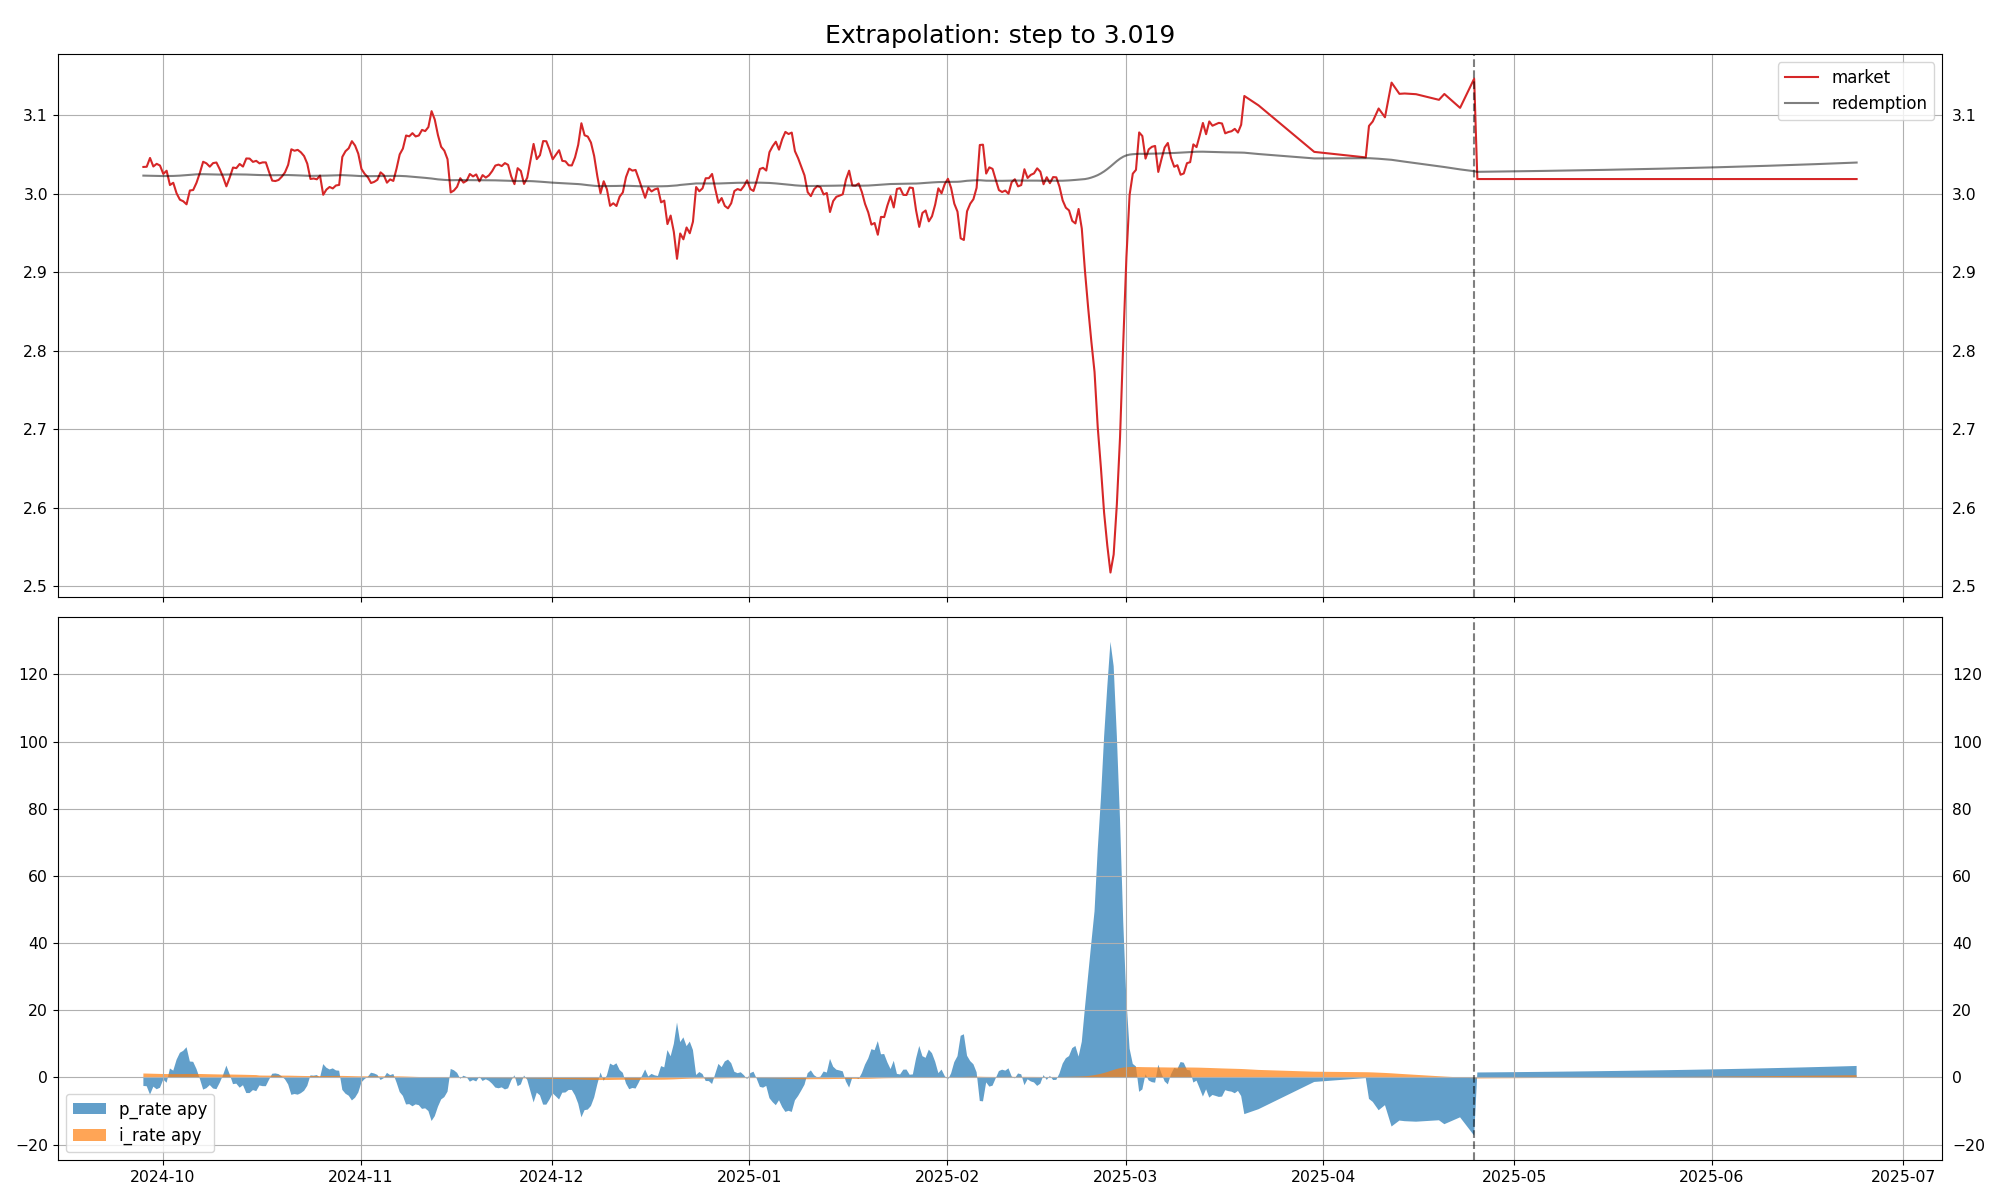 Extrapolation: step to 3.019
market
redemption
3.1 3.1
3.0 3.0
2.9 2.9
2.8 2.8
2.7 2.7
2.6 2.6
2.5 2.5
120 120
100 100
80 80
60 60
40 40
20 20
0 0
−20 −20
p_rate apy
i_rate apy
2024-10 2024-11 2024-12 2025-01 2025-02 2025-03 2025-04 2025-05 2025-06 2025-07